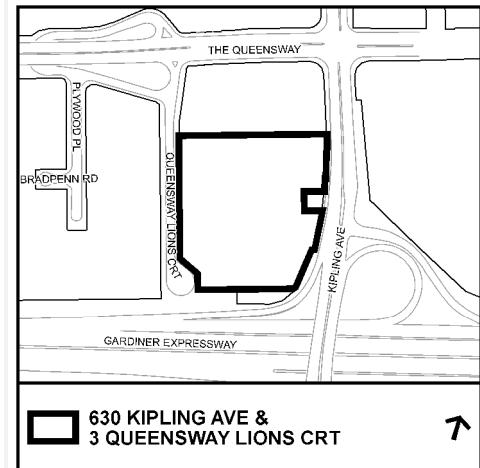 THE QUEENSWAY
PLYWOOD PL
BRADPENN RD
QUEENSWAY LIONS CRT
KIPLING AVE
GARDINER EXPRESSWAY
630 KIPLING AVE &
3 QUEENSWAY LIONS CRT